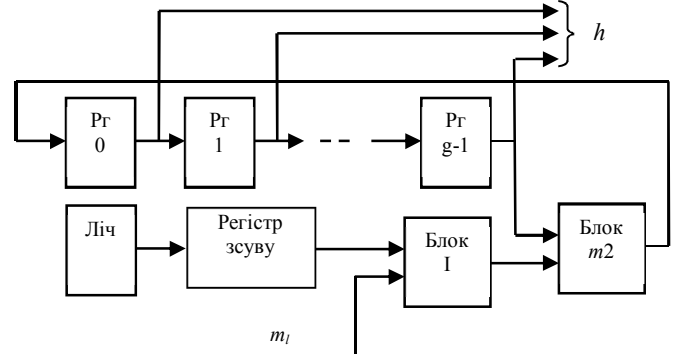 h
Рг
0
Рг
1
Рг
g-1
Ліч
Регістр
зсуву
Блок
І
Блок
m2
mₗ